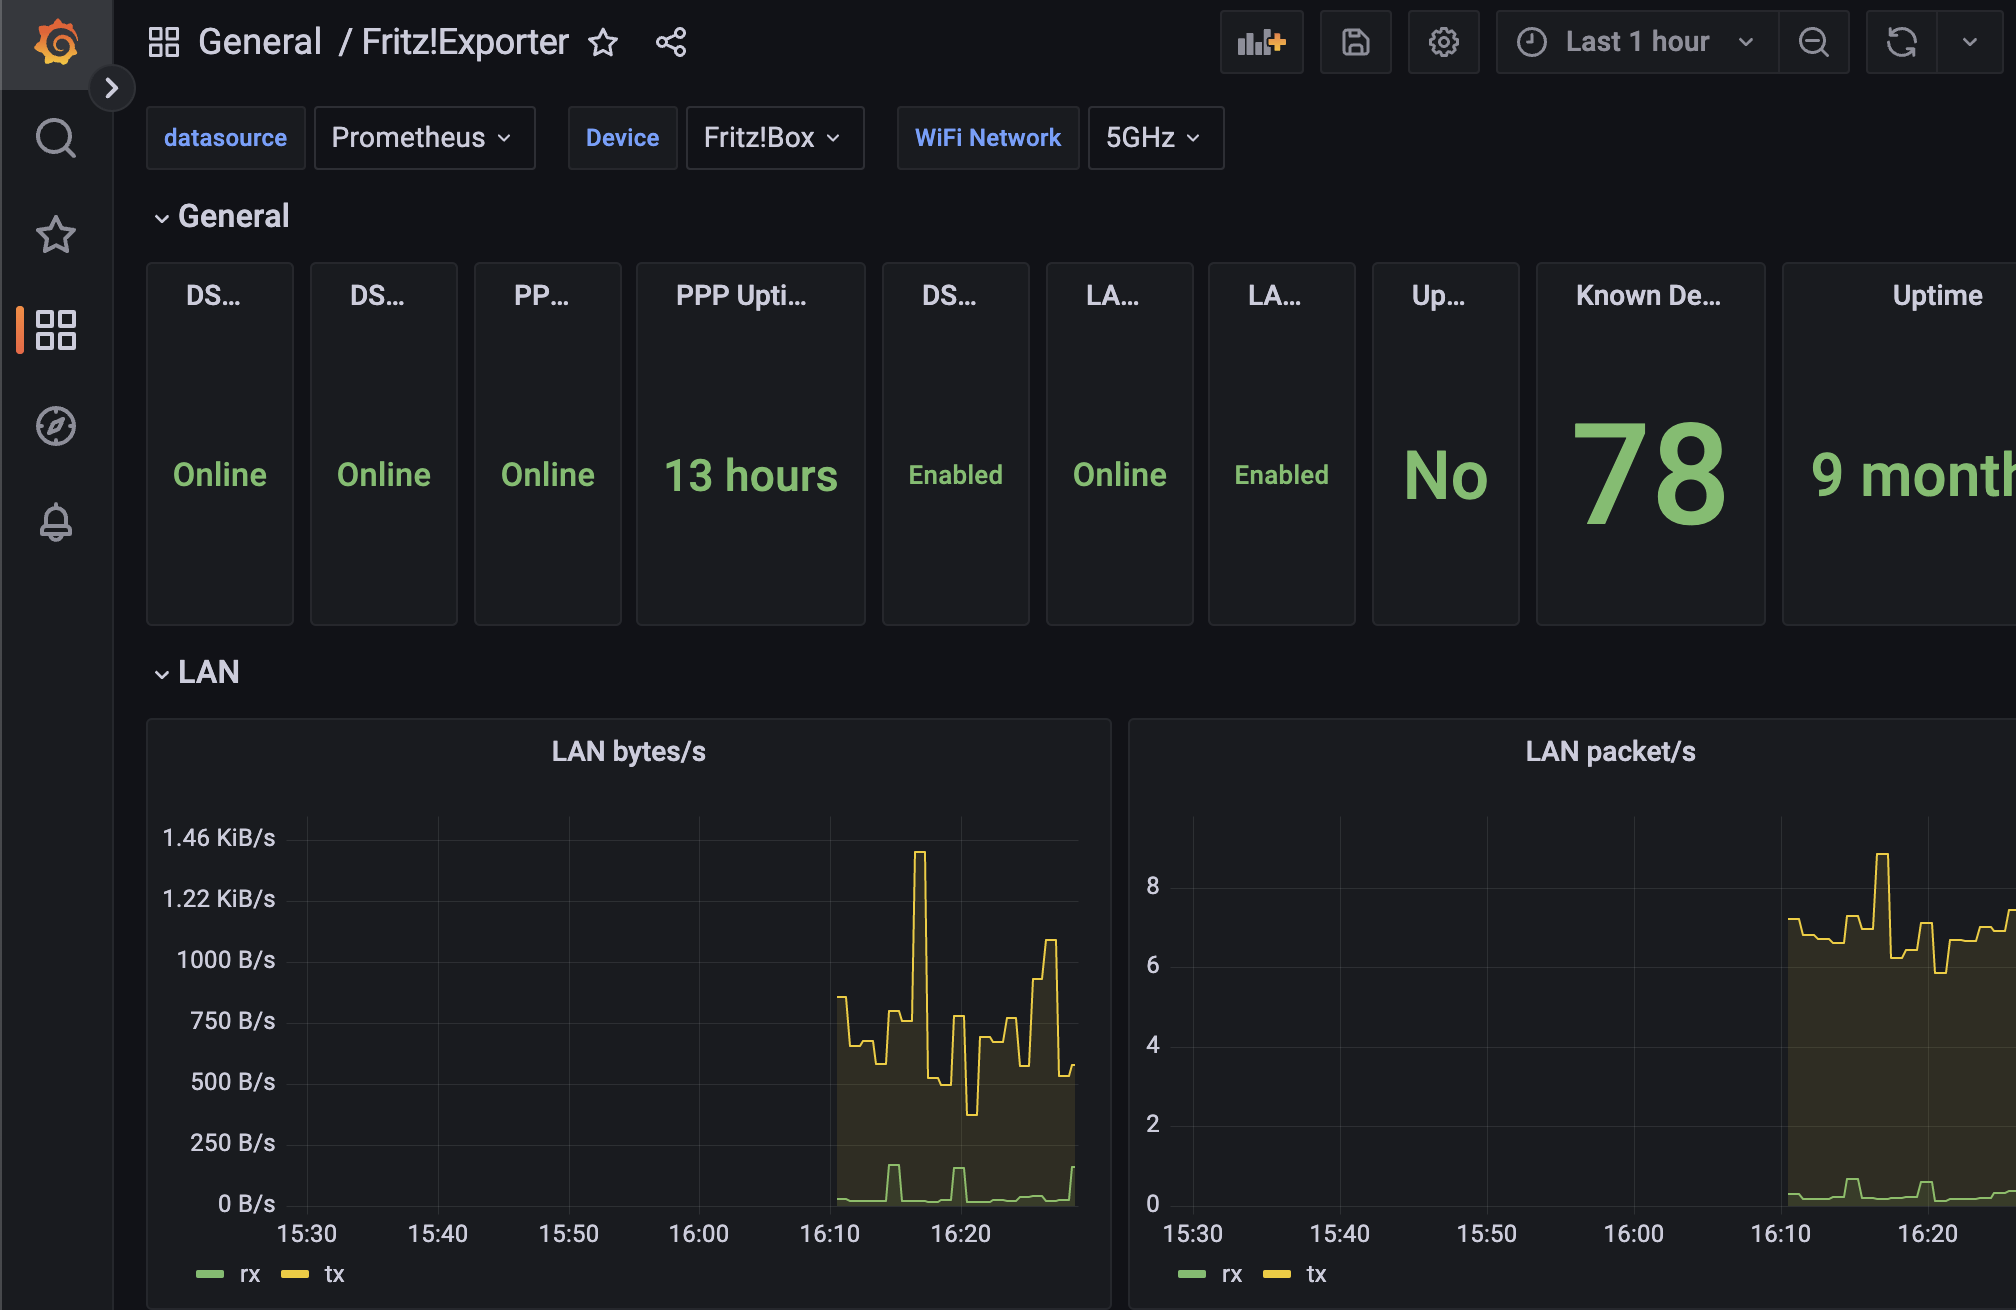 General / Fritz!Exporter
Last 1 hour
datasource Prometheus Device Fritz!Box WiFi Network 5GHz
General
DS... DS... PP... PPP Upti... DS... LA... LA... Up... Known De... Uptime
Online Online Online 13 hours Enabled Online Enabled No 78 9 month
LAN
LAN bytes/s
1.46 KiB/s
1.22 KiB/s
1000 B/s
750 B/s
500 B/s
250 B/s
0 B/s
15:30 15:40 15:50 16:00 16:10 16:20
rx tx
LAN packet/s
8
6
4
2
0
15:30 15:40 15:50 16:00 16:10 16:20
rx tx